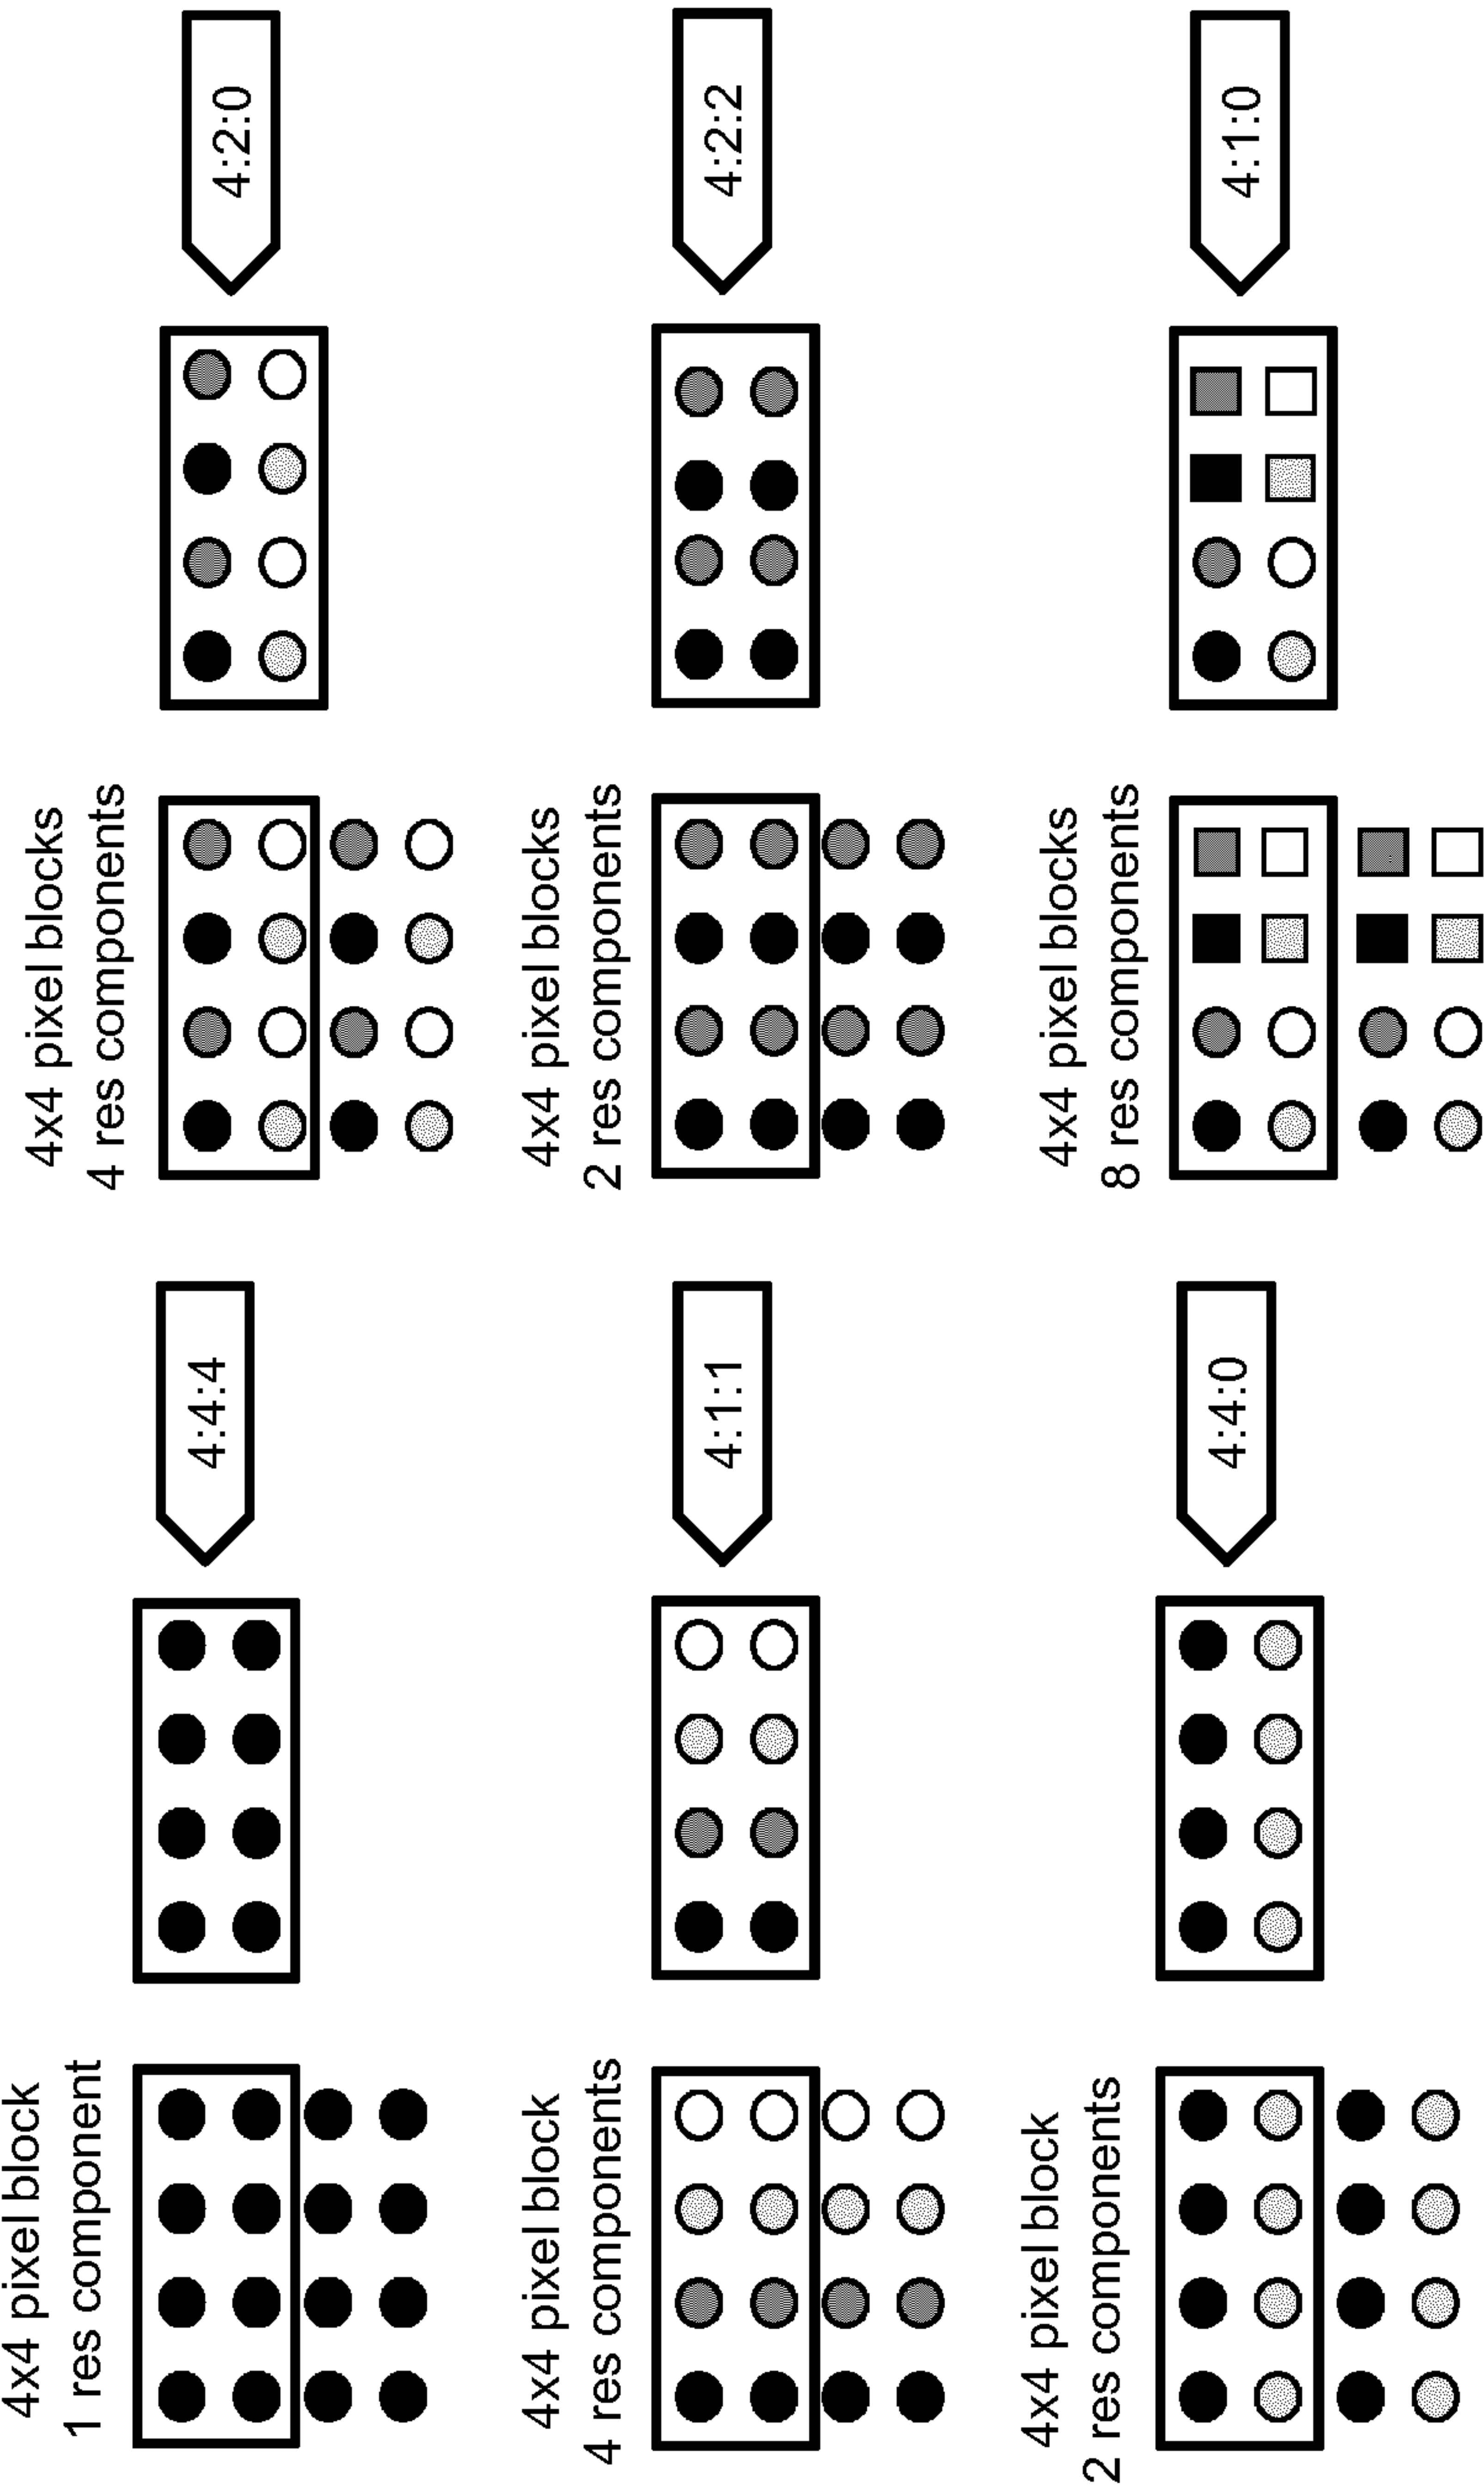 4x4 pixel block
1 res component
4:4:4
4x4 pixel blocks
4 res components
4:2:0
4x4 pixel block
4 res components
4:1:1
4x4 pixel blocks
2 res components
4:2:2
4x4 pixel block
2 res components
4:4:0
4x4 pixel blocks
8 res components
4:1:0